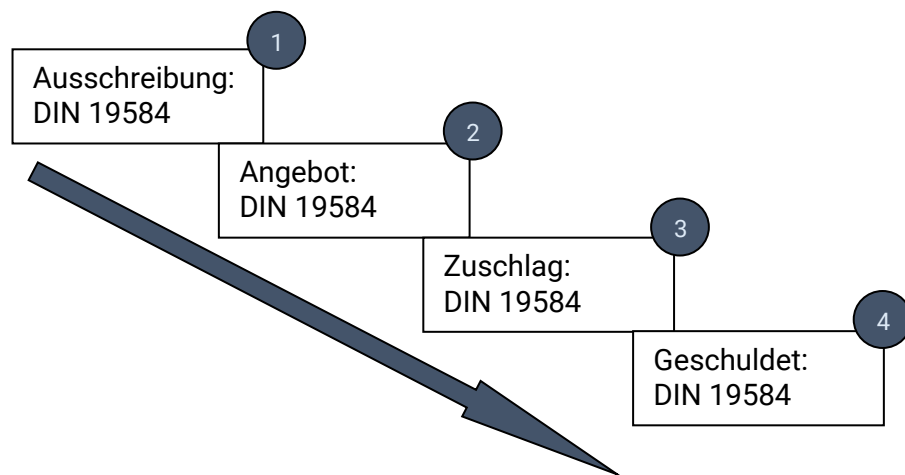 1
Ausschreibung:
DIN 19584
2
Angebot:
DIN 19584
3
Zuschlag:
DIN 19584
4
Geschuldet:
DIN 19584